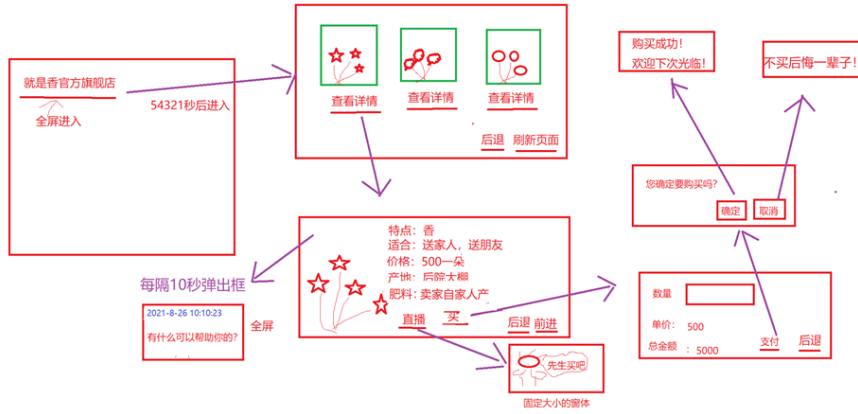 就是香官方旗舰店
全屏进入
54321秒后进入
查看详情 查看详情 查看详情
后退 刷新页面
特点:香
适合:送家人,送朋友
价格:500一朵
产地:后院大棚
肥料:卖家自家人产
直播 买 后退 前进
每隔10秒弹出框
2021-8-26 10:10:23
有什么可以帮助你的?
全屏
先生买吧
固定大小的窗体
数量
单价: 500
总金额 : 5000
支付 后退
您确定要购买吗?
确定 取消
购买成功!
欢迎下次光临!
不买后悔一辈子!